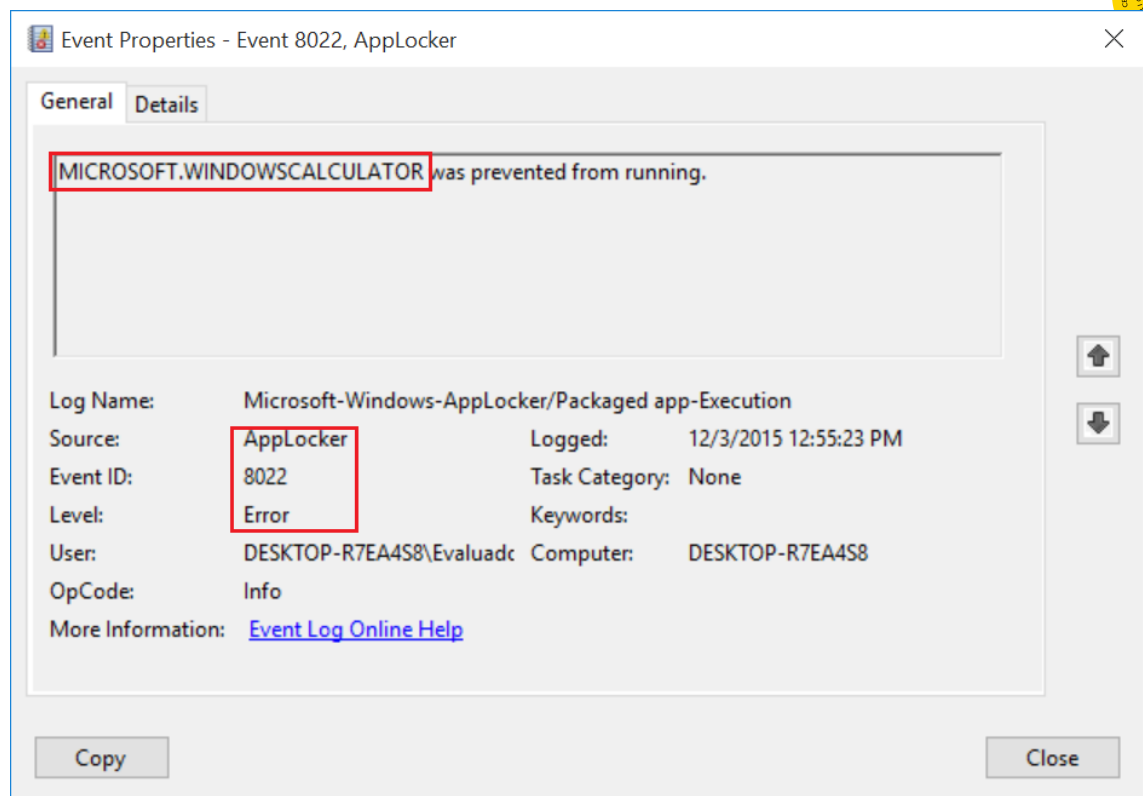 Event Properties - Event 8022, AppLocker
General Details
MICROSOFT.WINDOWSCALCULATOR was prevented from running.
Log Name: Microsoft-Windows-AppLocker/Packaged app-Execution
Source: AppLocker Logged: 12/3/2015 12:55:23 PM
Event ID: 8022 Task Category: None
Level: Error Keywords:
User: DESKTOP-R7EA4S8\Evaluadc Computer: DESKTOP-R7EA4S8
OpCode: Info
More Information: Event Log Online Help
Copy Close